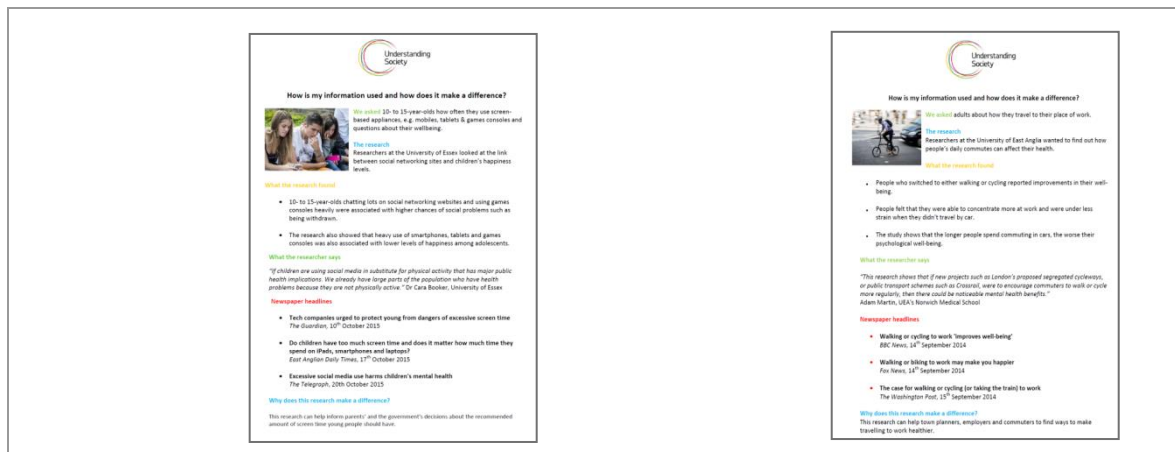 Understanding
Society
How is my information used and how does it make a difference?
We asked 10- to 15-year-olds how often they use screen-
based appliances, e.g. mobiles, tablets & games consoles and
questions about their wellbeing.
The research
Researchers at the University of Essex looked at the link
between social networking sites and children's happiness
levels.
What the research found
• 10- to 15-year-olds chatting lots on social networking websites and using games
consoles heavily were associated with higher chances of social problems such as
being withdrawn.
• The research also showed that heavy use of smartphones, tablets and games
consoles was also associated with lower levels of happiness among adolescents.
What the researcher says
"If children are using social media in substitute for physical activity that has major public
health implications. We already have large parts of the population who have health
problems because they are not physically active." Dr Cara Booker, University of Essex
Newspaper headlines
• Tech companies urged to protect young from dangers of excessive screen time
The Guardian, 10th October 2015
• Do children have too much screen time and does it matter how much time they
spend on iPads, smartphones and laptops?
East Anglian Daily Times, 17th October 2015
• Excessive social media use harms children's mental health
The Telegraph, 20th October 2015
Why does this research make a difference?
This research can help inform parents' and the government's decisions about the recommended
amount of screen time young people should have.
Understanding
Society
How is my information used and how does it make a difference?
We asked adults about how they travel to their place of work.
The research
Researchers at the University of East Anglia wanted to find out how
people's daily commutes can affect their health.
What the research found
• People who switched to either walking or cycling reported improvements in their well-
being.
• People felt that they were able to concentrate more at work and were under less
strain when they didn't travel by car.
• The study shows that the longer people spend commuting in cars, the worse their
psychological well-being.
What the researcher says
"This research shows that if new projects such as London's proposed segregated cycleways,
or public transport schemes such as Crossrail, were to encourage commuters to walk or cycle
more regularly, then there could be noticeable mental health benefits."
Adam Martin, UEA's Norwich Medical School
Newspaper headlines
• Walking or cycling to work 'improves well-being'
BBC News, 14th September 2014
• Walking or biking to work may make you happier
Fox News, 14th September 2014
• The case for walking or cycling (or taking the train) to work
The Washington Post, 15th September 2014
Why does this research make a difference?
This research can help town planners, employers and commuters to find ways to make
travelling to work healthier.